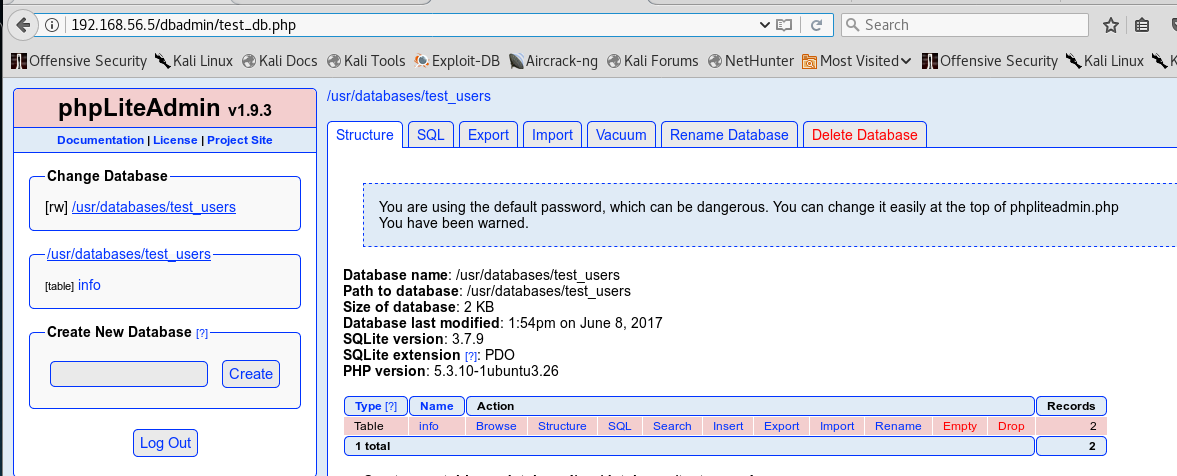 192.168.56.5/dbadmin/test_db.php
Search
Offensive Security Kali Linux Kali Docs Kali Tools Exploit-DB Aircrack-ng Kali Forums NetHunter Most Visited Offensive Security Kali Linux K
phpLiteAdmin v1.9.3
Documentation | License | Project Site
Change Database
[rw] /usr/databases/test_users
/usr/databases/test_users
[table] info
Create New Database [?]
Create
Log Out
/usr/databases/test_users
Structure SQL Export Import Vacuum Rename Database Delete Database
You are using the default password, which can be dangerous. You can change it easily at the top of phpliteadmin.php
You have been warned.
Database name: /usr/databases/test_users
Path to database: /usr/databases/test_users
Size of database: 2 KB
Database last modified: 1:54pm on June 8, 2017
SQLite version: 3.7.9
SQLite extension [?]: PDO
PHP version: 5.3.10-1ubuntu3.26
Type [?] Name Action Records
Table info Browse Structure SQL Search Insert Export Import Rename Empty Drop 2
1 total 2